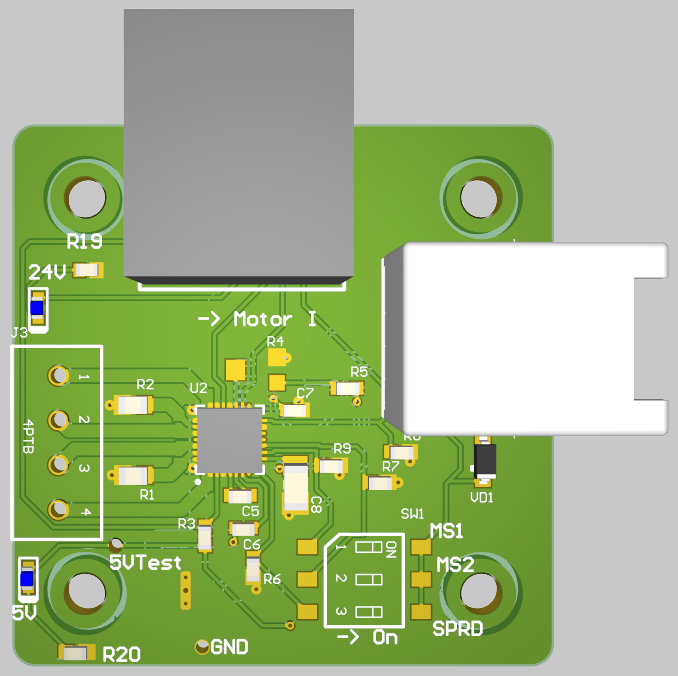 R19
24V
J3
-> Motor I
R4
R5
1
R2
U2
C7
2
4PTB
3
R9
R7
R1
4
C5
C8
VD1
R3
C6
SW1
MS1
5VTest
1
ON
MS2
R6
2
5V
3
SPRD
-> On
R20
GND